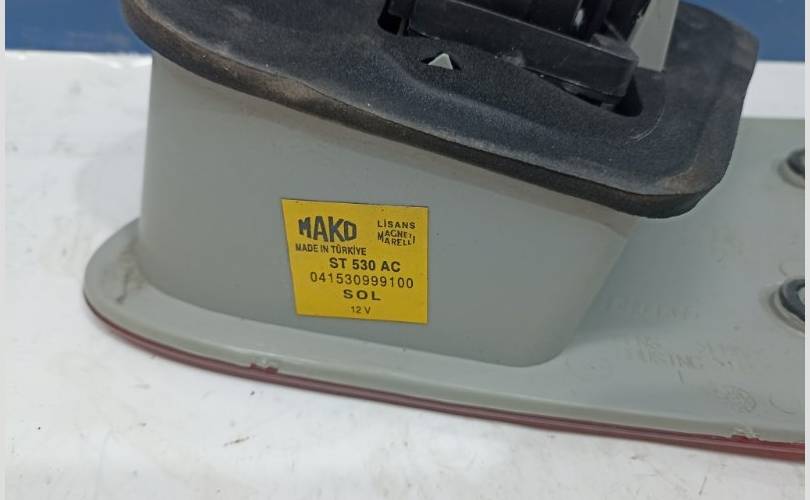 MAKO
LİSANS
MAGNETI
MARELLI
MADE IN TÜRKİYE
ST 530 AC
041530999100
SOL
12 V